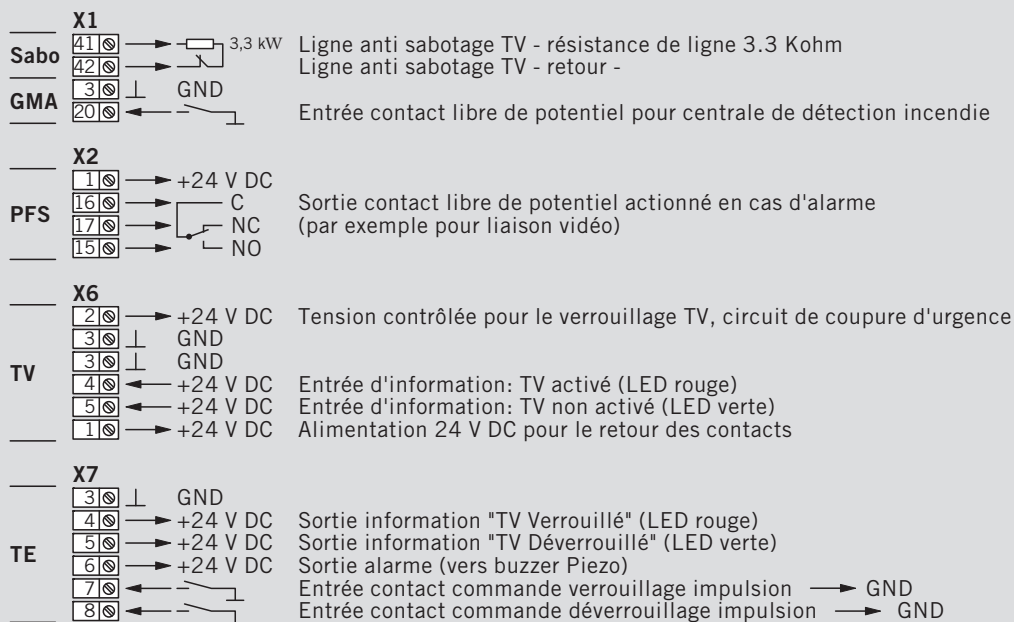 X1
Sabo
41 3,3 kW Ligne anti sabotage TV - résistance de ligne 3.3 Kohm
42 Ligne anti sabotage TV - retour -
GMA
3 GND
20 Entrée contact libre de potentiel pour centrale de détection incendie
X2
PFS
1 +24 V DC
16 C Sortie contact libre de potentiel actionné en cas d'alarme
17 NC (par exemple pour liaison vidéo)
15 NO
X6
TV
2 +24 V DC Tension contrôlée pour le verrouillage TV, circuit de coupure d'urgence
3 GND
3 GND
4 +24 V DC Entrée d'information: TV activé (LED rouge)
5 +24 V DC Entrée d'information: TV non activé (LED verte)
1 +24 V DC Alimentation 24 V DC pour le retour des contacts
X7
TE
3 GND
4 +24 V DC Sortie information "TV Verrouillé" (LED rouge)
5 +24 V DC Sortie information "TV Déverrouillé" (LED verte)
6 +24 V DC Sortie alarme (vers buzzer Piezo)
7 Entrée contact commande verrouillage impulsion GND
8 Entrée contact commande déverrouillage impulsion GND